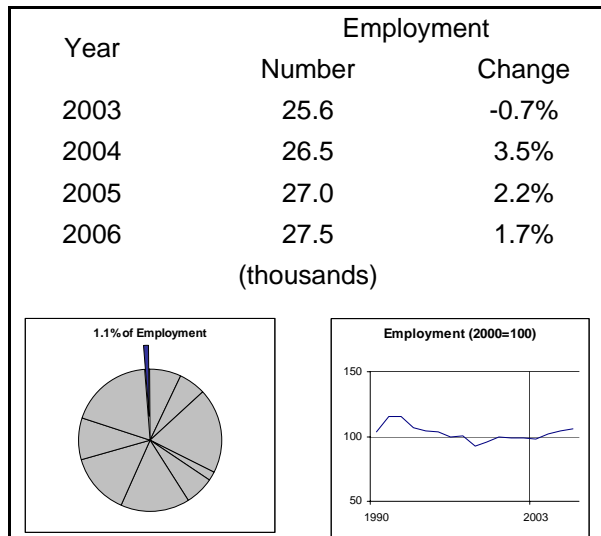 Employment
Year
Number Change
2003 25.6 -0.7%
2004 26.5 3.5%
2005 27.0 2.2%
2006 27.5 1.7%
(thousands)
1.1% of Employment
Employment (2000=100)
150
100
50
1990 2003